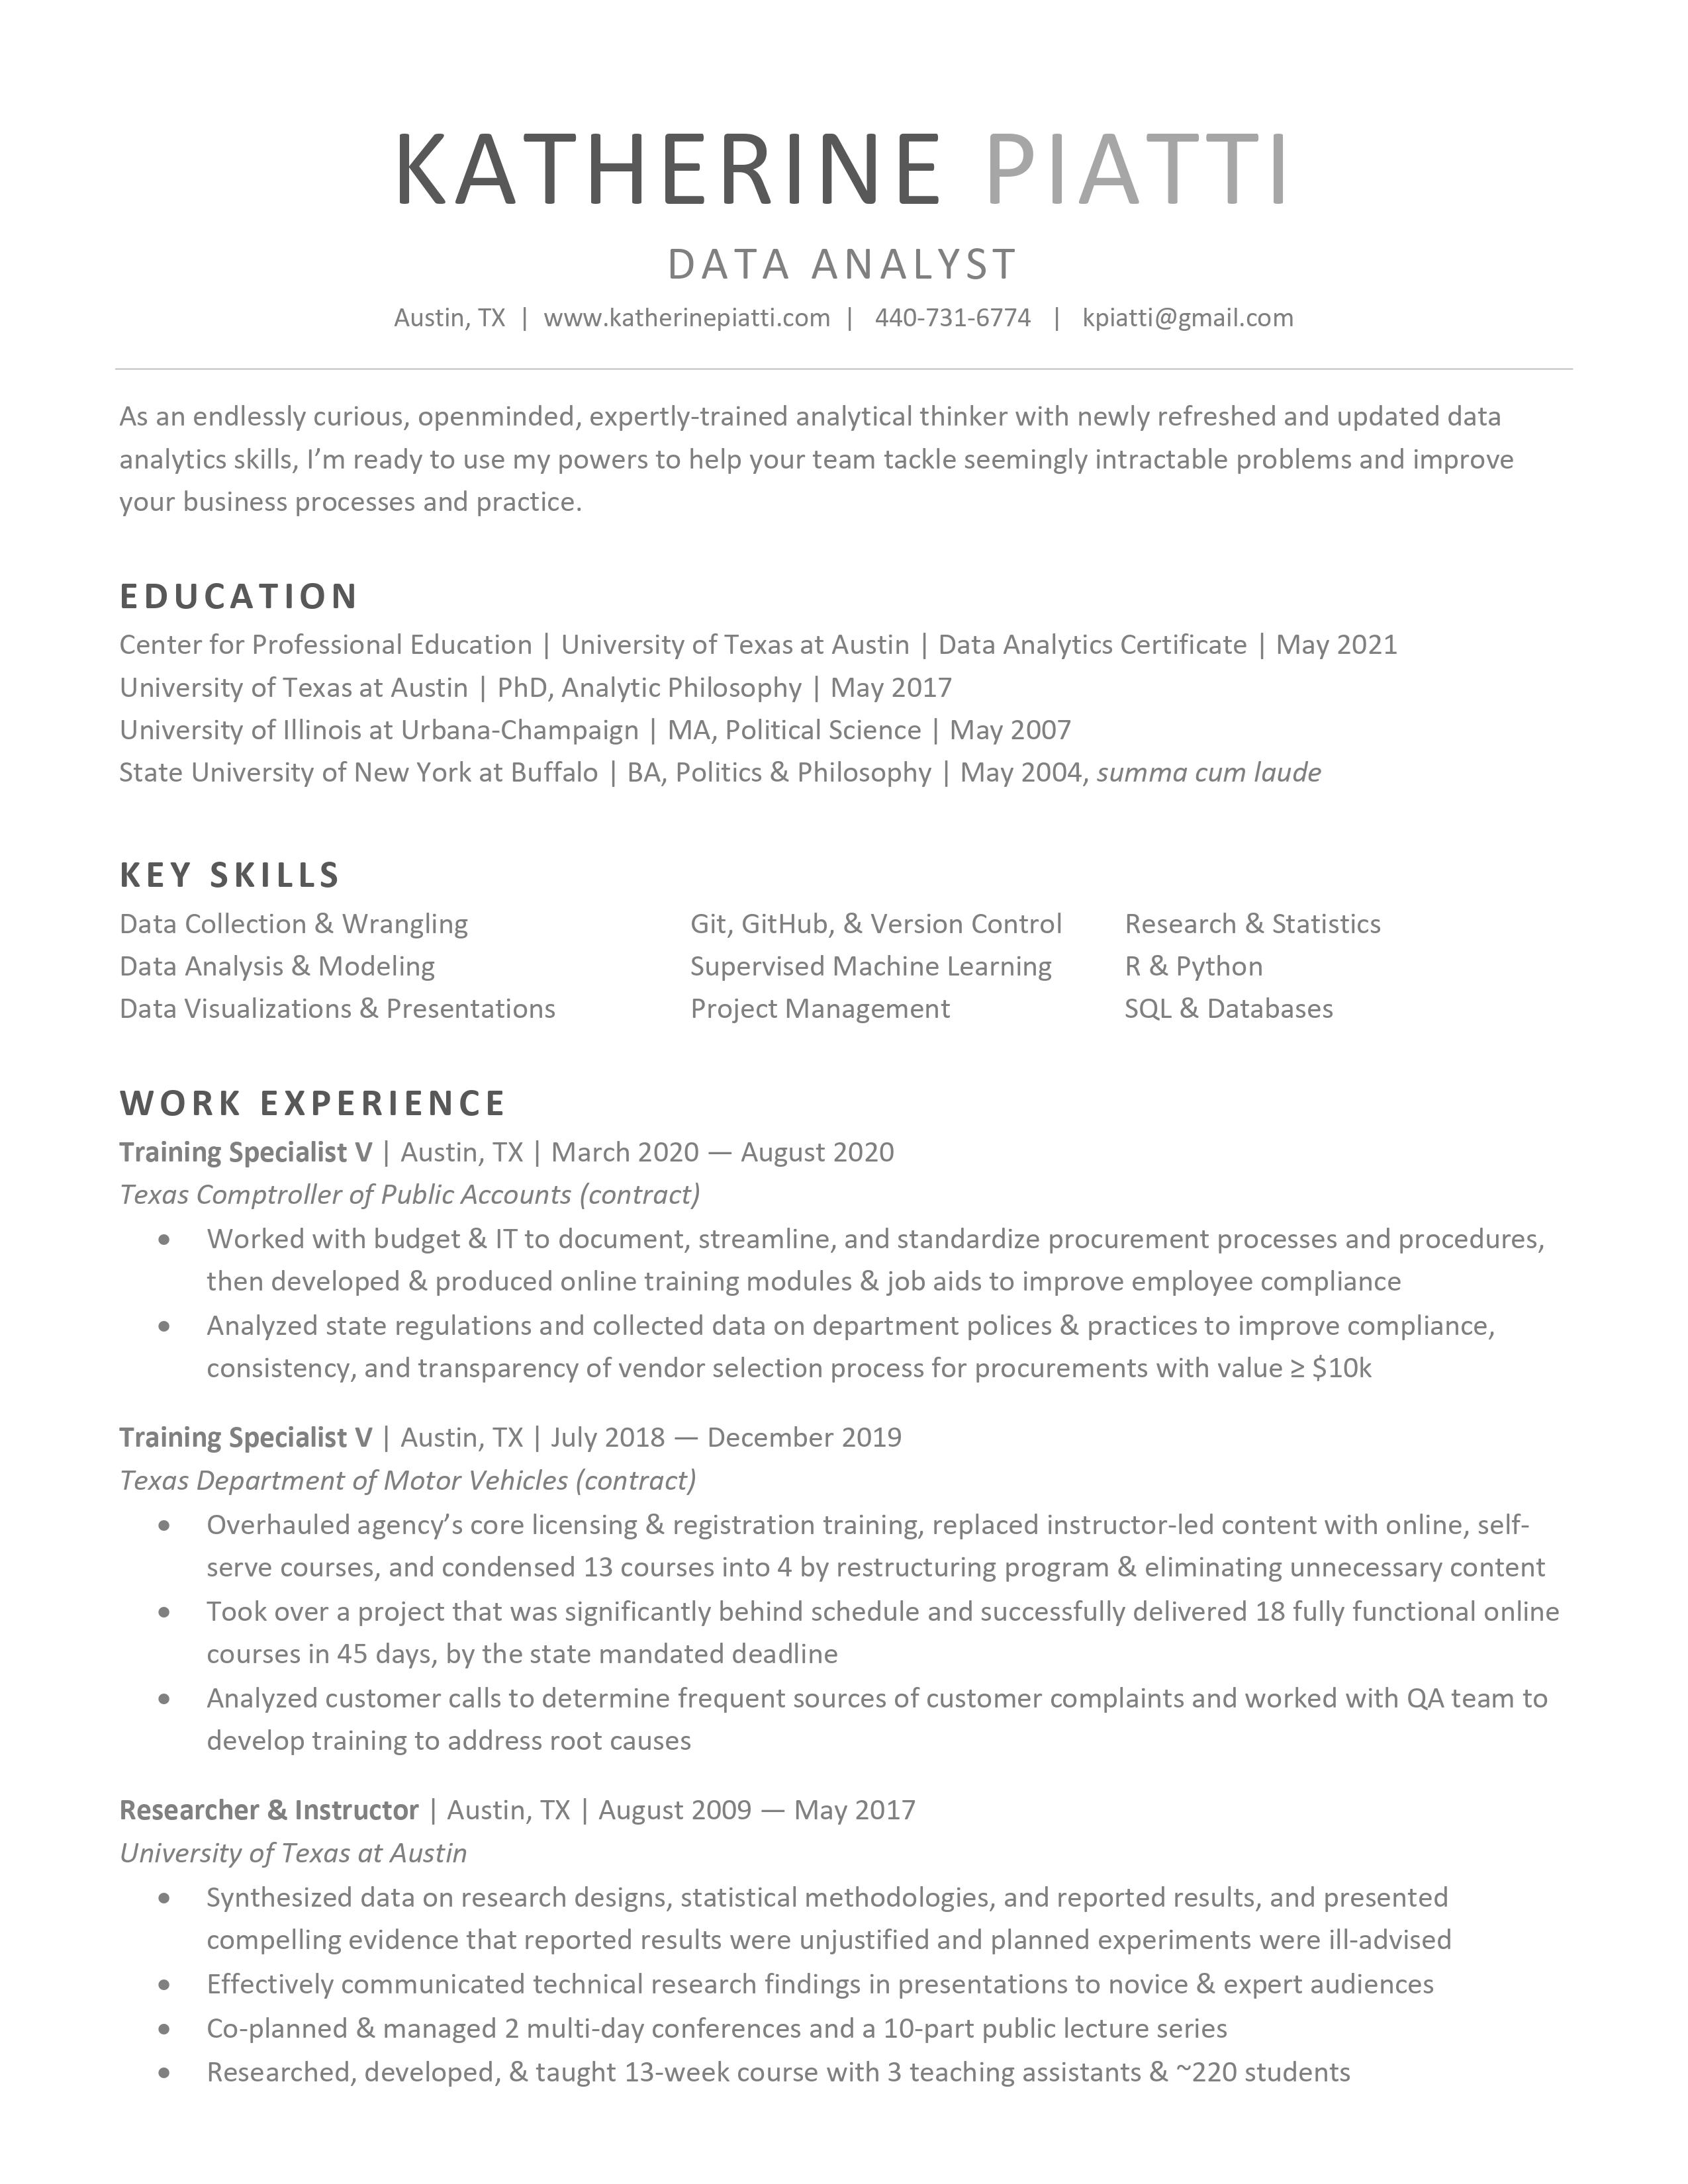 KATHERINE PIATTI
DATA ANALYST
Austin, TX | www.katherinepiatti.com | 440-731-6774 | kpiatti@gmail.com
As an endlessly curious, openminded, expertly-trained analytical thinker with newly refreshed and updated data
analytics skills, I’m ready to use my powers to help your team tackle seemingly intractable problems and improve
your business processes and practice.
EDUCATION
Center for Professional Education | University of Texas at Austin | Data Analytics Certificate | May 2021
University of Texas at Austin | PhD, Analytic Philosophy | May 2017
University of Illinois at Urbana-Champaign | MA, Political Science | May 2007
State University of New York at Buffalo | BA, Politics & Philosophy | May 2004, summa cum laude
KEY SKILLS
Data Collection & Wrangling Git, GitHub, & Version Control Research & Statistics
Data Analysis & Modeling Supervised Machine Learning R & Python
Data Visualizations & Presentations Project Management SQL & Databases
WORK EXPERIENCE
Training Specialist V | Austin, TX | March 2020 — August 2020
Texas Comptroller of Public Accounts (contract)
• Worked with budget & IT to document, streamline, and standardize procurement processes and procedures,
then developed & produced online training modules & job aids to improve employee compliance
• Analyzed state regulations and collected data on department polices & practices to improve compliance,
consistency, and transparency of vendor selection process for procurements with value ≥ $10k
Training Specialist V | Austin, TX | July 2018 — December 2019
Texas Department of Motor Vehicles (contract)
• Overhauled agency’s core licensing & registration training, replaced instructor-led content with online, self-
serve courses, and condensed 13 courses into 4 by restructuring program & eliminating unnecessary content
• Took over a project that was significantly behind schedule and successfully delivered 18 fully functional online
courses in 45 days, by the state mandated deadline
• Analyzed customer calls to determine frequent sources of customer complaints and worked with QA team to
develop training to address root causes
Researcher & Instructor | Austin, TX | August 2009 — May 2017
University of Texas at Austin
• Synthesized data on research designs, statistical methodologies, and reported results, and presented
compelling evidence that reported results were unjustified and planned experiments were ill-advised
• Effectively communicated technical research findings in presentations to novice & expert audiences
• Co-planned & managed 2 multi-day conferences and a 10-part public lecture series
• Researched, developed, & taught 13-week course with 3 teaching assistants & ~220 students